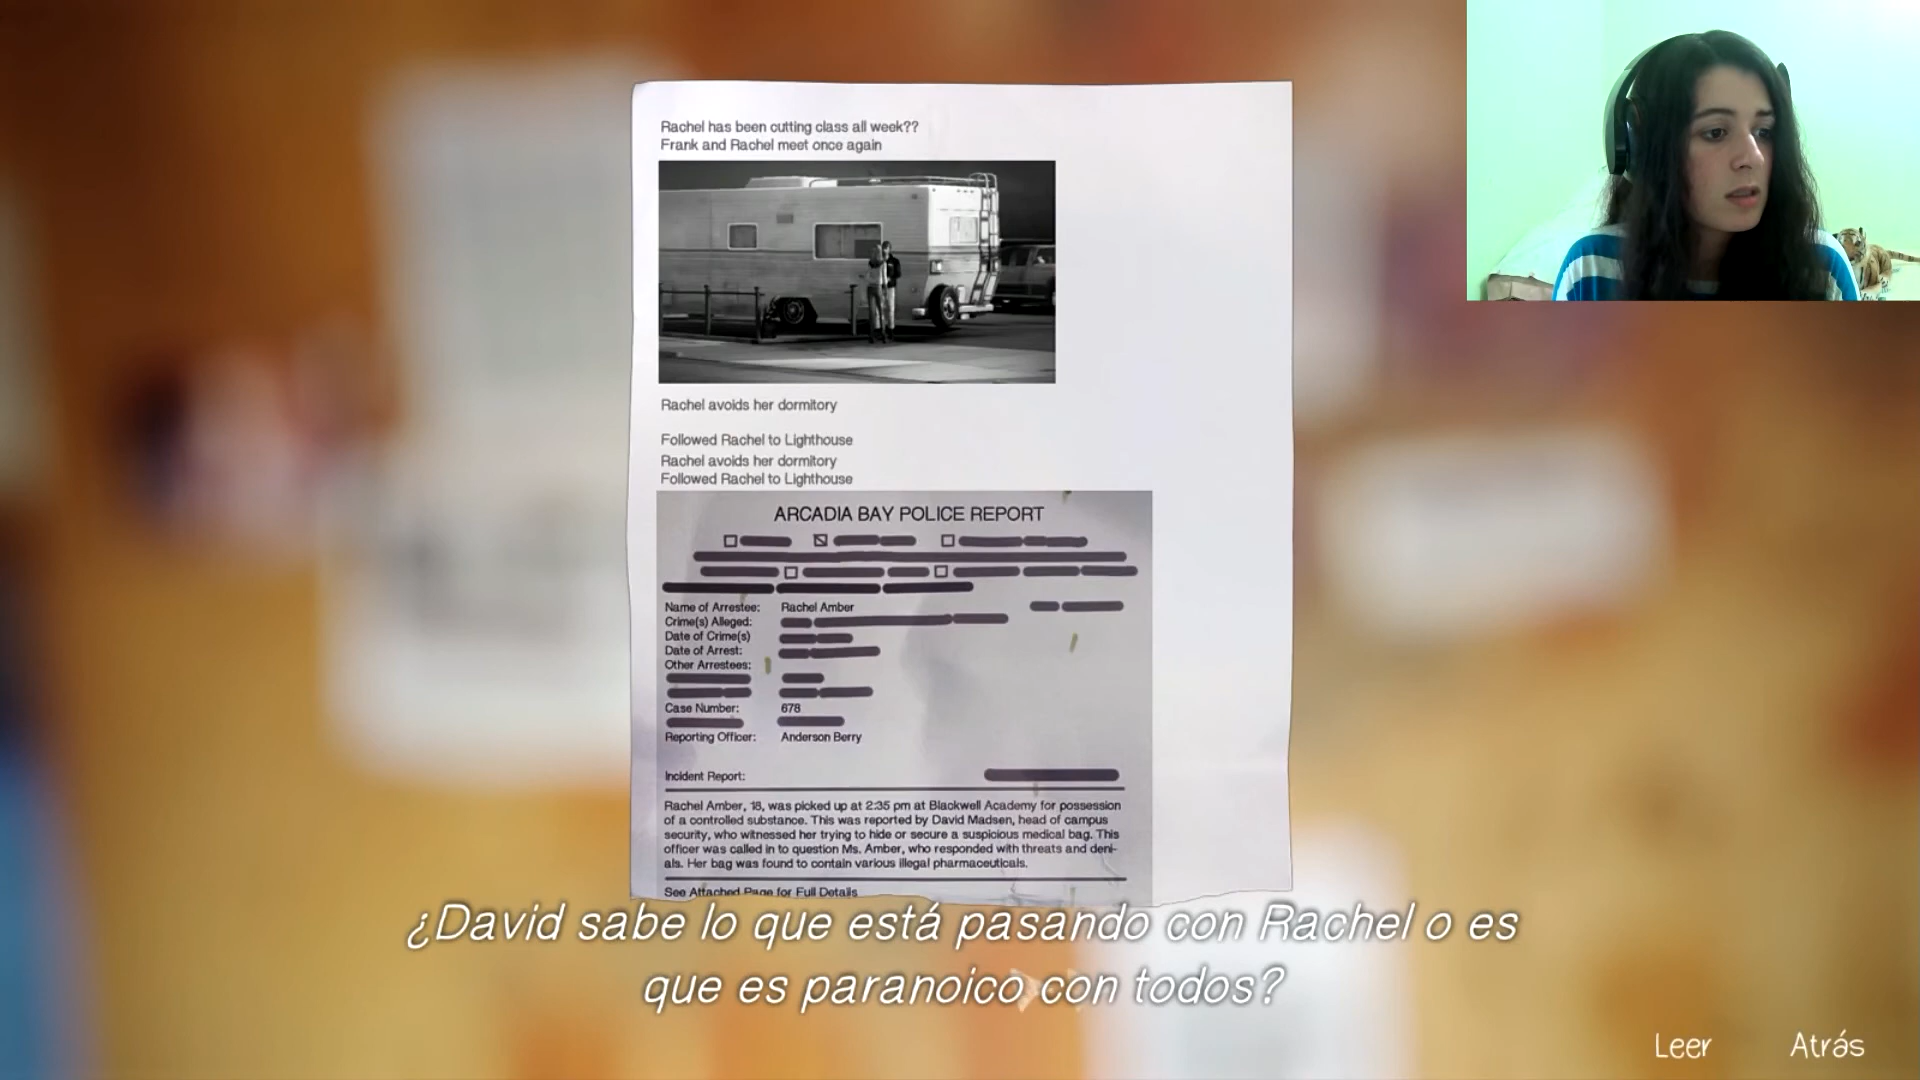 Rachel has been cutting class all week??
Frank and Rachel meet once again
Rachel avoids her dormitory
Followed Rachel to Lighthouse
Rachel avoids her dormitory
Followed Rachel to Lighthouse
ARCADIA BAY POLICE REPORT
Name of Arrestee: Rachel Amber
Crime(s) Alleged:
Date of Crime(s)
Date of Arrest:
Other Arrestees:
Case Number: 678
Reporting Officer: Anderson Berry
Incident Report:
Rachel Amber, 18, was picked up at 2:35 pm at Blackwell Academy for possession
of a controlled substance. This was reported by David Madsen, head of campus
security, who witnessed her trying to hide or secure a suspicious medical bag. This
officer was called in to question Ms. Amber, who responded with threats and deni-
als. Her bag was found to contain various illegal pharmaceuticals.
See Attached Page for Full Details
¿David sabe lo que está pasando con Rachel o es
que es paranoico con todos?
Leer Atrás